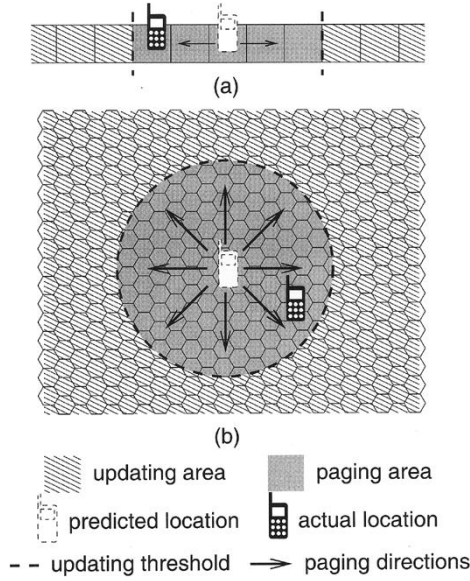 (a)
(b)
updating area paging area
predicted location actual location
updating threshold paging directions